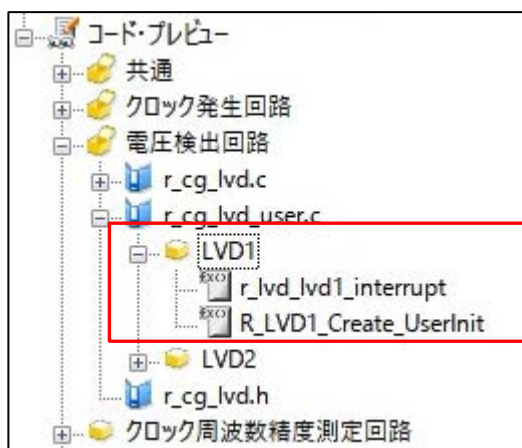 コード・プレビュー
共通
クロック発生回路
電圧検出回路
r_cg_lvd.c
r_cg_lvd_user.c
LVD1
r_lvd_lvd1_interrupt
R_LVD1_Create_UserInit
LVD2
r_cg_lvd.h
クロック周波数精度測定回路